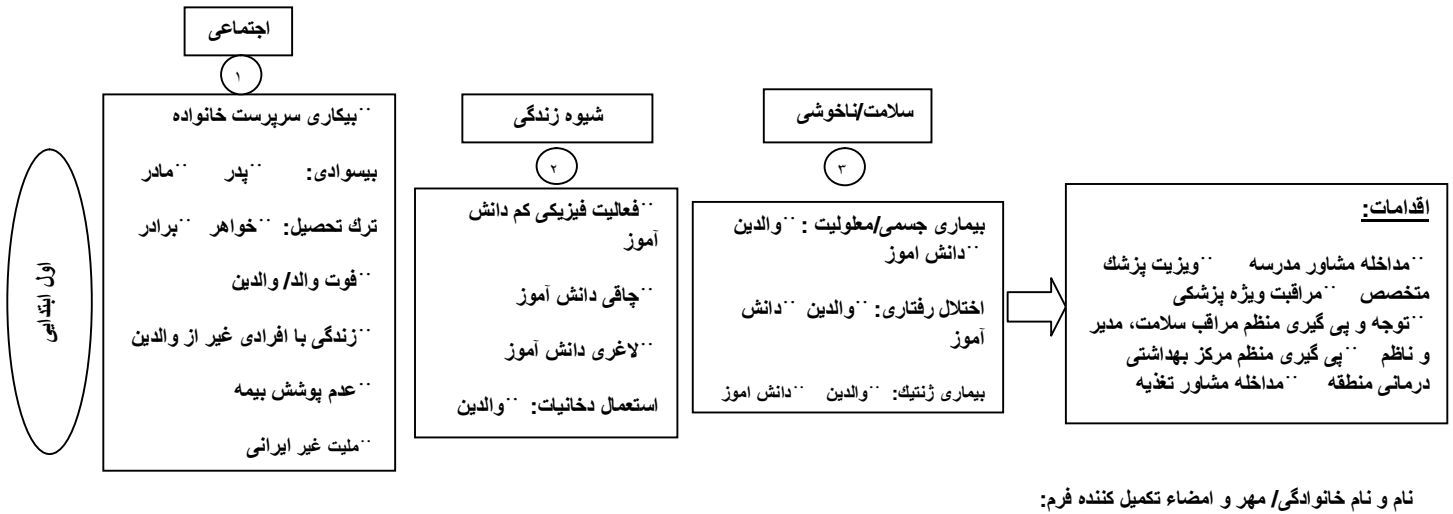 اول ابتدایی
اجتماعی
۱
¨بیکاری سرپرست خانواده
بیسوادی: ¨پدر ¨مادر
ترك تحصیل: ¨خواهر ¨برادر
¨فوت والد/ والدین
¨زندگی با افرادی غیر از والدین
¨عدم پوشش بیمه
¨ملیت غیر ایرانی
شیوه زندگی
۲
¨فعالیت فیزیکی کم دانش
آموز
¨چاقی دانش آموز
¨لاغری دانش آموز
استعمال دخانیات: ¨والدین
سلامت/ناخوشی
۳
بیماری جسمی/معلولیت : ¨والدین
¨دانش اموز
اختلال رفتاری: ¨والدین ¨دانش
آموز
بیماری ژنتیك: ¨والدین ¨دانش اموز
اقدامات:
¨مداخله مشاور مدرسه ¨ویزیت پزشك
متخصص ¨مراقبت ویژه پزشکی
¨توجه و پی گیری منظم مراقب سلامت، مدیر
و ناظم ¨پی گیری منظم مرکز بهداشتی
درمانی منطقه ¨مداخله مشاور تغذیه
نام و نام خانوادگی/ مهر و امضاء تکمیل کننده فرم: